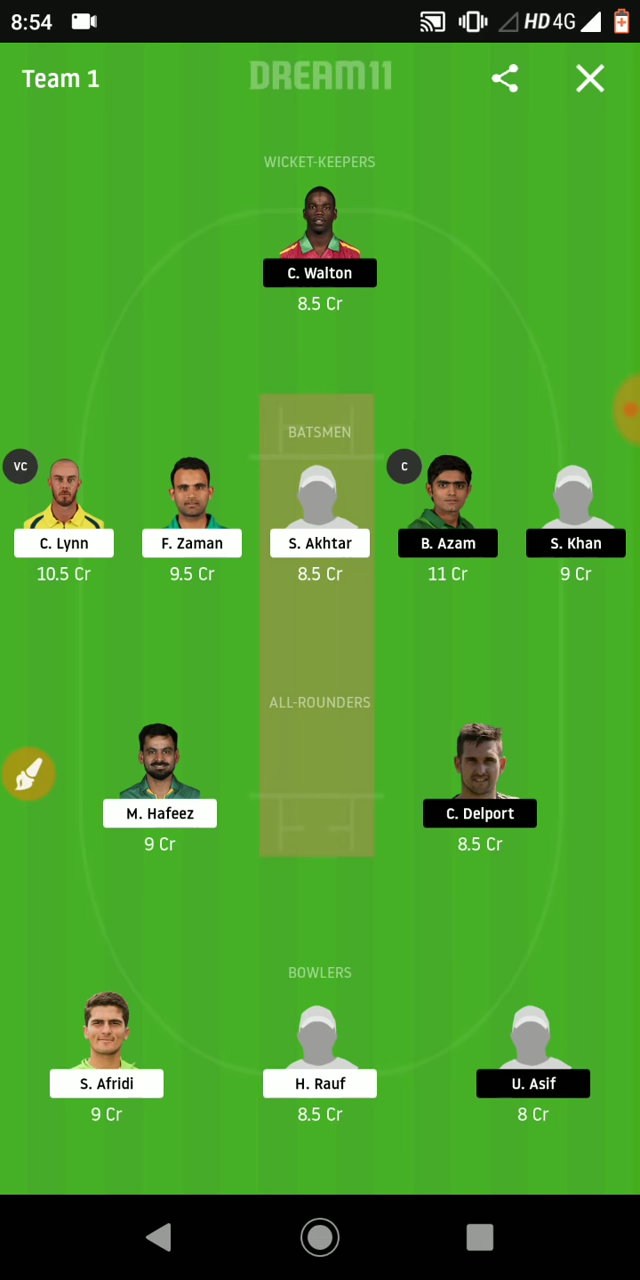 8:54 HD 4G
Team 1 DREAM11
WICKET-KEEPERS
C. Walton
8.5 Cr
BATSMEN
VC C
C. Lynn F. Zaman S. Akhtar B. Azam S. Khan
10.5 Cr 9.5 Cr 8.5 Cr 11 Cr 9 Cr
ALL-ROUNDERS
M. Hafeez C. Delport
9 Cr 8.5 Cr
BOWLERS
S. Afridi H. Rauf U. Asif
9 Cr 8.5 Cr 8 Cr